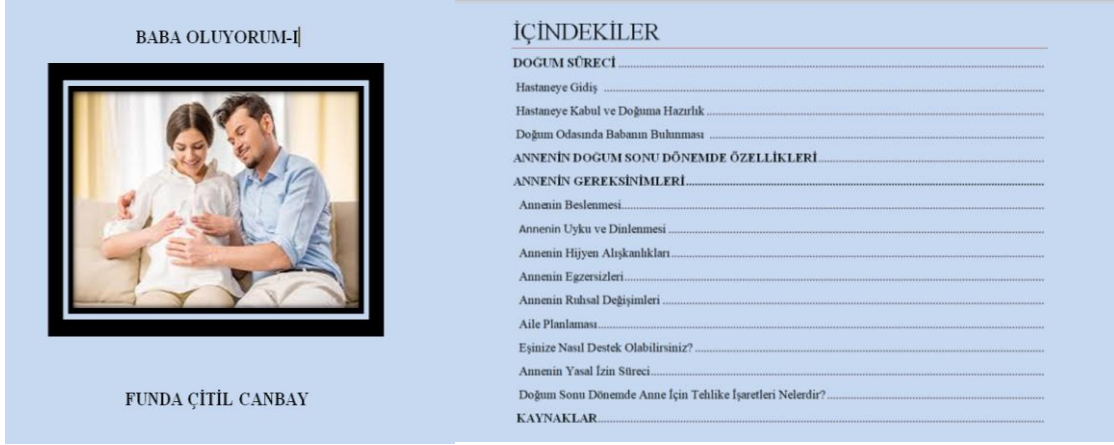 BABA OLUYORUM-I
FUNDA ÇİTİL CANBAY
İÇİNDEKİLER
DOĞUM SÜRECİ
Hastaneye Gidiş
Hastaneye Kabul ve Doğuma Hazırlık
Doğum Odasında Babanın Bulunması
ANNENİN DOĞUM SONU DÖNEMDE ÖZELLİKLERİ
ANNENİN GEREKSİNİMLERİ
Annenin Beslenmesi
Annenin Uyku ve Dinlenmesi
Annenin Hijyen Alışkanlıkları
Annenin Egzersizleri
Annenin Ruhsal Değişimleri
Aile Planlaması
Eşinize Nasıl Destek Olabilirsiniz?
Annenin Yasal İzin Süreci
Doğum Sonu Dönemde Anne İçin Tehlike İşaretleri Nelerdir?
KAYNAKLAR